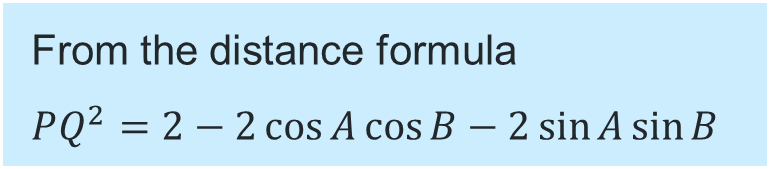 From the distance formula
𝑃𝑄² = 2 − 2 cos 𝐴 cos 𝐵 − 2 sin 𝐴 sin 𝐵